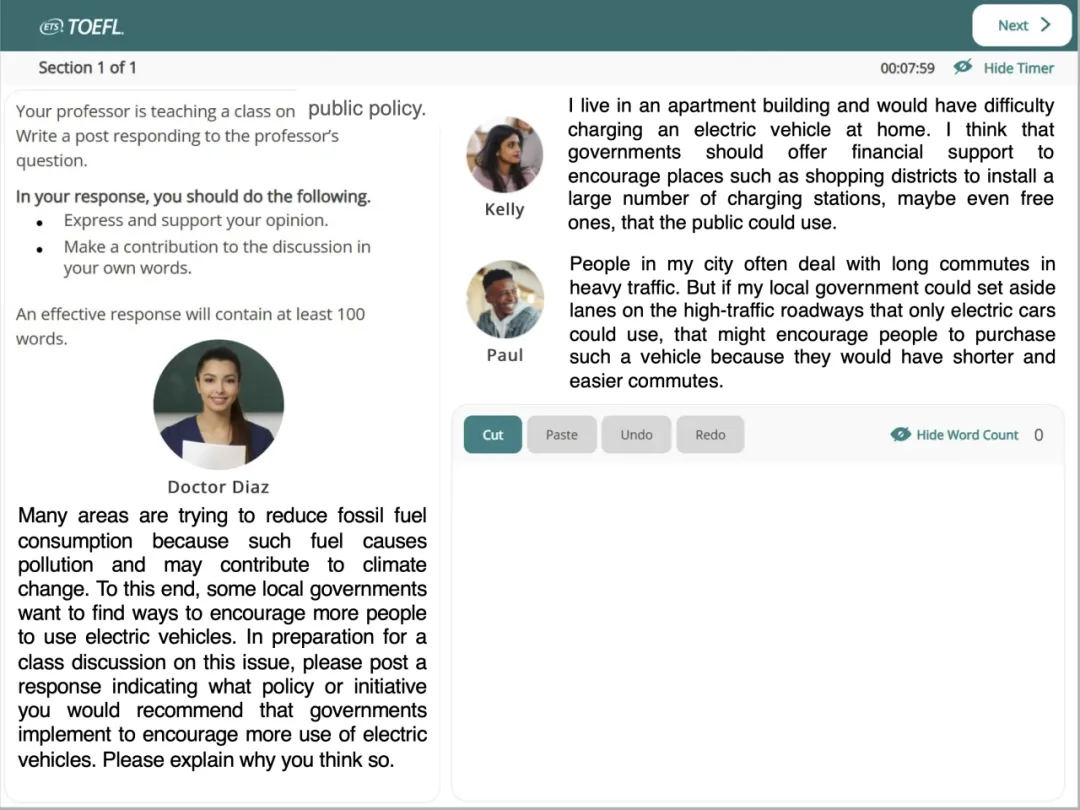 ETS TOEFL.
Next
Section 1 of 1
00:07:59
Hide Timer
Your professor is teaching a class on public policy.
Write a post responding to the professor's
question.
In your response, you should do the following.
• Express and support your opinion.
• Make a contribution to the discussion in
your own words.
An effective response will contain at least 100
words.
Doctor Diaz
Many areas are trying to reduce fossil fuel
consumption because such fuel causes
pollution and may contribute to climate
change. To this end, some local governments
want to find ways to encourage more people
to use electric vehicles. In preparation for a
class discussion on this issue, please post a
response indicating what policy or initiative
you would recommend that governments
implement to encourage more use of electric
vehicles. Please explain why you think so.
Kelly
I live in an apartment building and would have difficulty
charging an electric vehicle at home. I think that
governments should offer financial support to
encourage places such as shopping districts to install a
large number of charging stations, maybe even free
ones, that the public could use.
Paul
People in my city often deal with long commutes in
heavy traffic. But if my local government could set aside
lanes on the high-traffic roadways that only electric cars
could use, that might encourage people to purchase
such a vehicle because they would have shorter and
easier commutes.
Cut
Paste
Undo
Redo
Hide Word Count
0